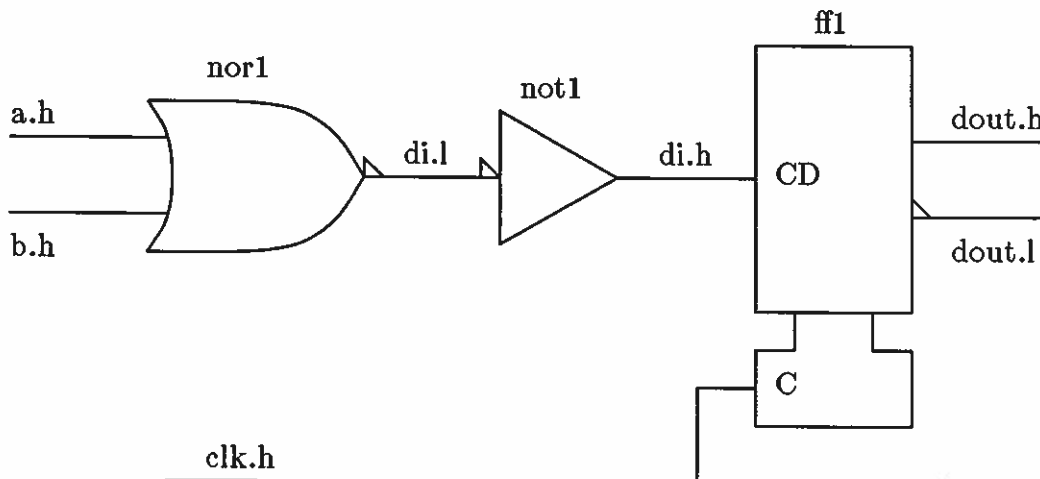 ff1
nor1
not1
a.h
di.l
di.h
dout.h
CD
b.h
dout.l
C
clk.h